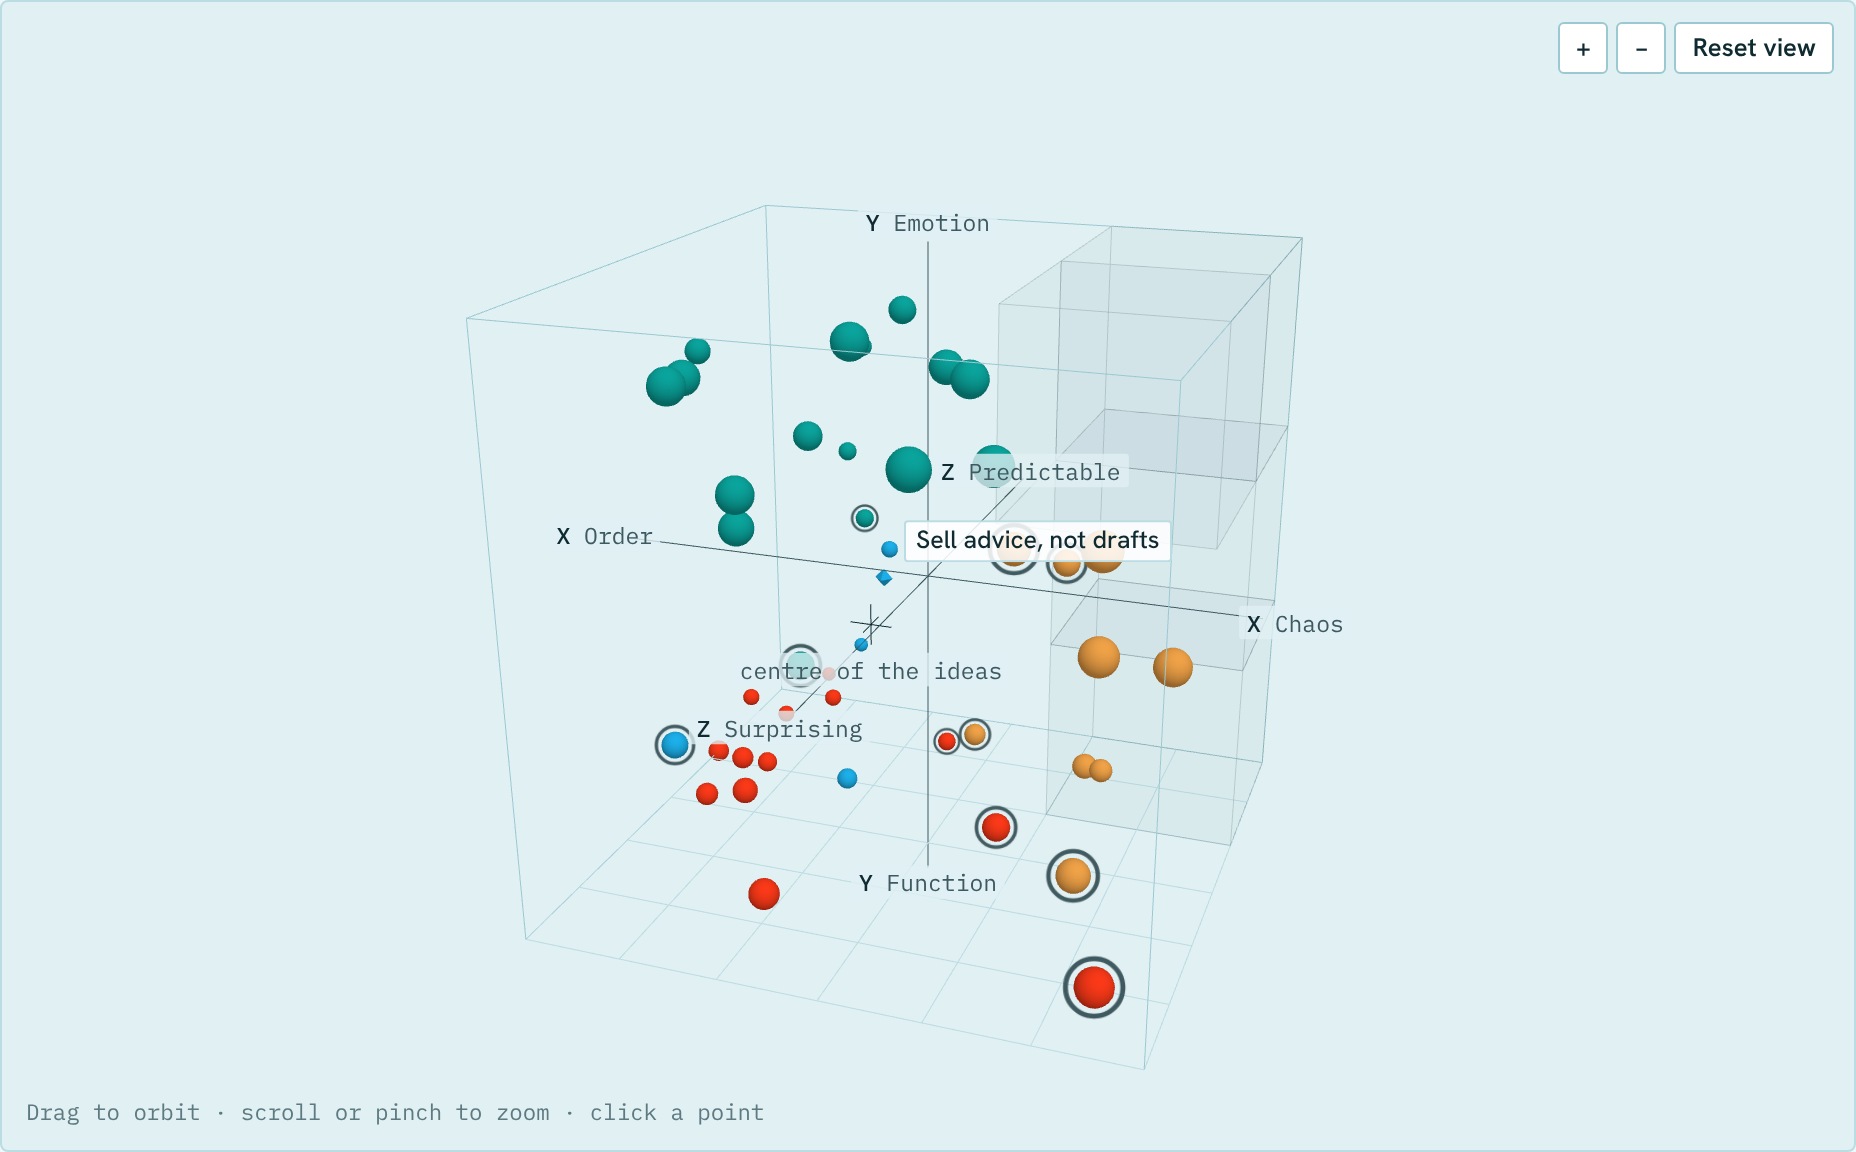 +
–
Reset view
Y Emotion
Z Predictable
X Order
Sell advice, not drafts
X Chaos
centre of the ideas
Z Surprising
Y Function
Drag to orbit · scroll or pinch to zoom · click a point